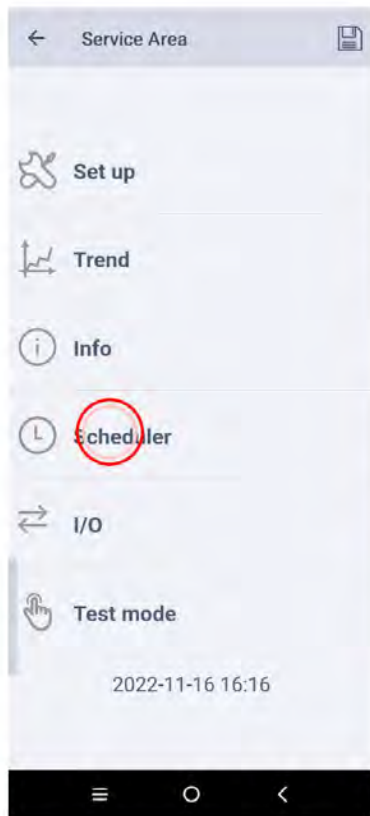 Service Area
Set up
Trend
Info
Scheduler
I/O
Test mode
2022-11-16 16:16